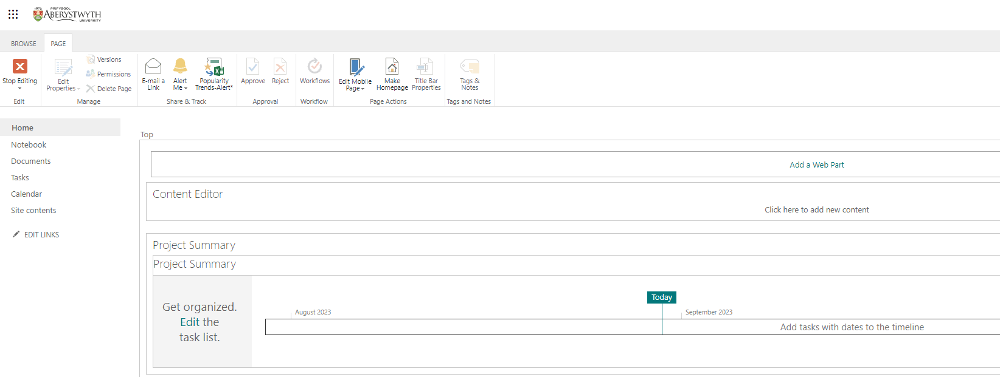 1872
PRIFYSGOL
ABERYSTWYTH
UNIVERSITY
BROWSE
PAGE
Stop Editing
Edit
Edit
Properties
Versions
Permissions
Delete Page
Manage
E-mail a
Link
Alert
Me
Popularity
Trends-Alert*
Share & Track
Approve
Reject
Approval
Workflows
Workflow
Edit Mobile
Page
Make
Homepage
Title Bar
Properties
Page Actions
Tags &
Notes
Tags and Notes
Home
Notebook
Documents
Tasks
Calendar
Site contents
EDIT LINKS
Top
Add a Web Part
Content Editor
Click here to add new content
Project Summary
Project Summary
Get organized.
Edit the
task list.
Today
August 2023
September 2023
Add tasks with dates to the timeline